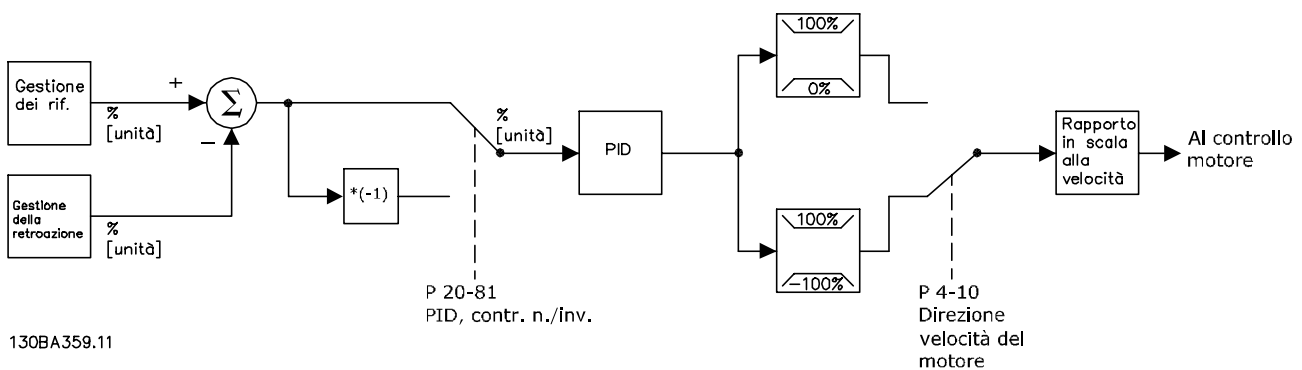 Gestione
dei rif.
+
%
[unità]
Σ
−
Gestione
della
retroazione
%
[unità]
*(-1)
%
[unità]
P 20-81
PID, contr. n./inv.
PID
100%
0%
100%
−100%
P 4-10
Direzione
velocità del
motore
Rapporto
in scala
alla
velocità
Al controllo
motore
130BA359.11